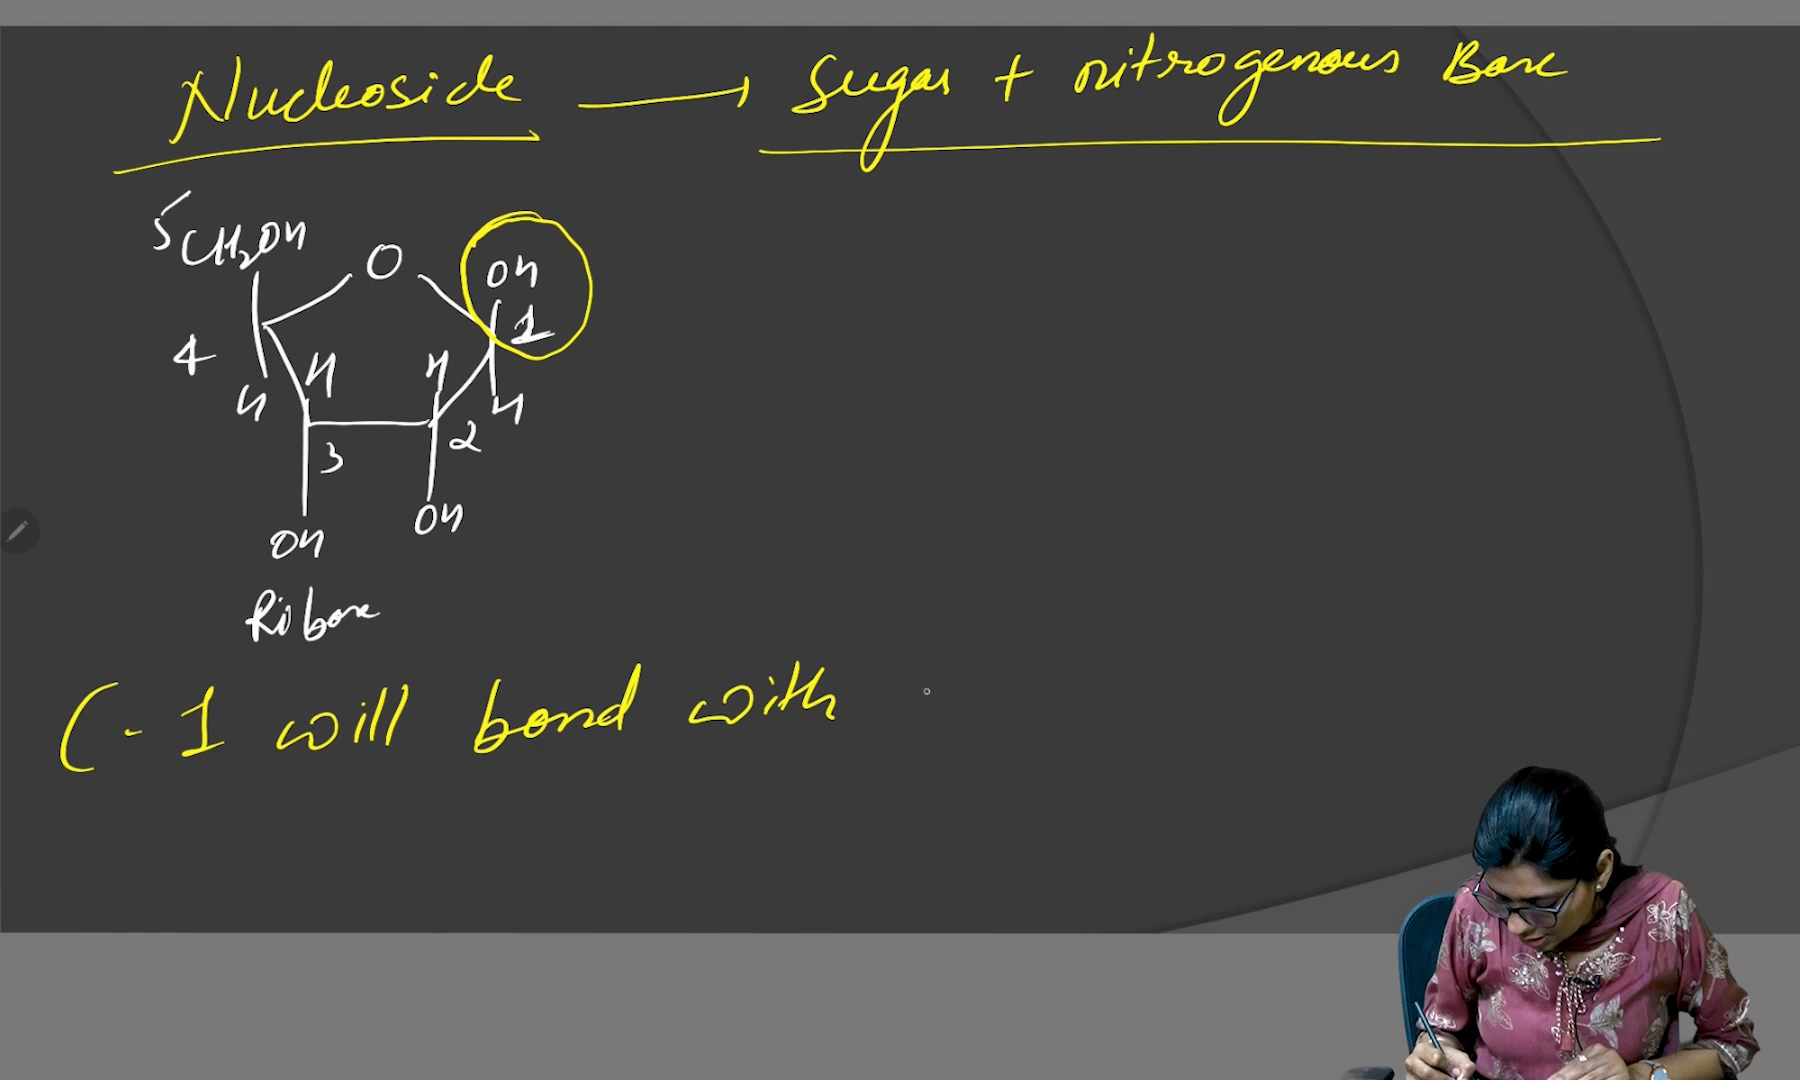 Nucleoside → Sugar + nitrogenous Base
5 CH₂OH O OH
1
4 H H H H
3 2
OH OH
Ribose
C-1 will bond with